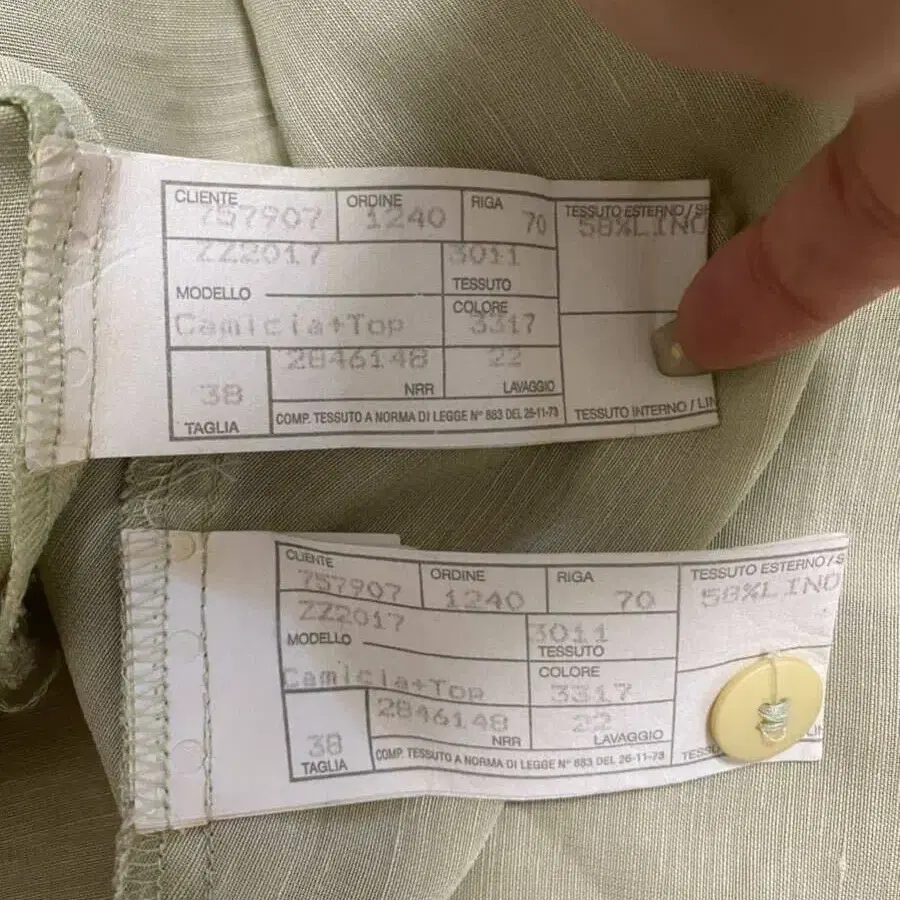 CLIENTE ORDINE RIGA TESSUTO ESTERNO / SH
757907 1240 70 58%LINO
ZZ2017 3011
MODELLO TESSUTO
COLORE
Camicia+Top 3317
2846148 22
38 NRR LAVAGGIO
TAGLIA COMP. TESSUTO A NORMA DI LEGGE N° 883 DEL 26-11-73 TESSUTO INTERNO / LIN
CLIENTE ORDINE RIGA TESSUTO ESTERNO / S
757907 1240 70 58%LINO
ZZ2017 3011
MODELLO TESSUTO
COLORE
Camicia+Top 3317
2846148 22
38 NRR LAVAGGIO
TAGLIA COMP. TESSUTO A NORMA DI LEGGE N° 883 DEL 26-11-73 TESSU